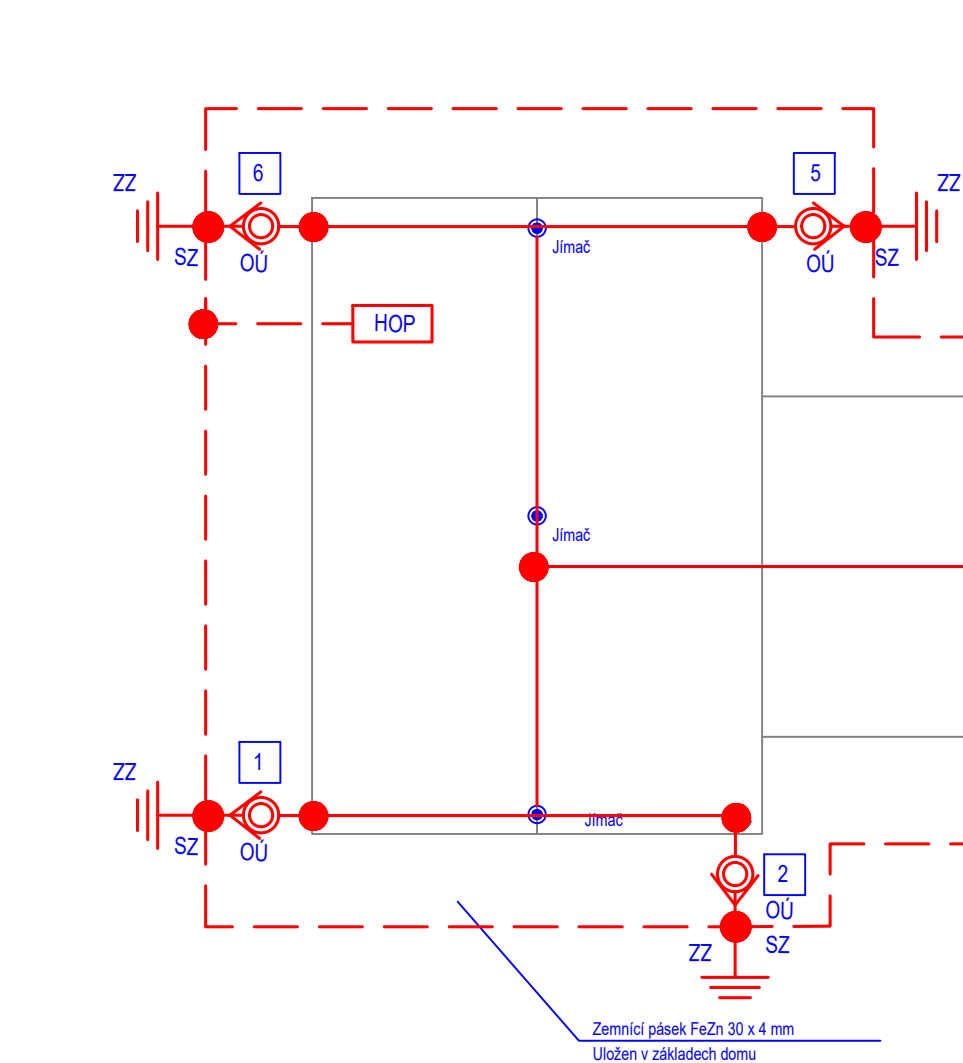 6
5
ZZ
ZZ
Jímač
SZ
OÚ
OÚ
SZ
HOP
Jímač
1
ZZ
Jímač
SZ
OÚ
2
OÚ
ZZ
SZ
Zemnící pásek FeZn 30 x 4 mm
Uložen v základech domu